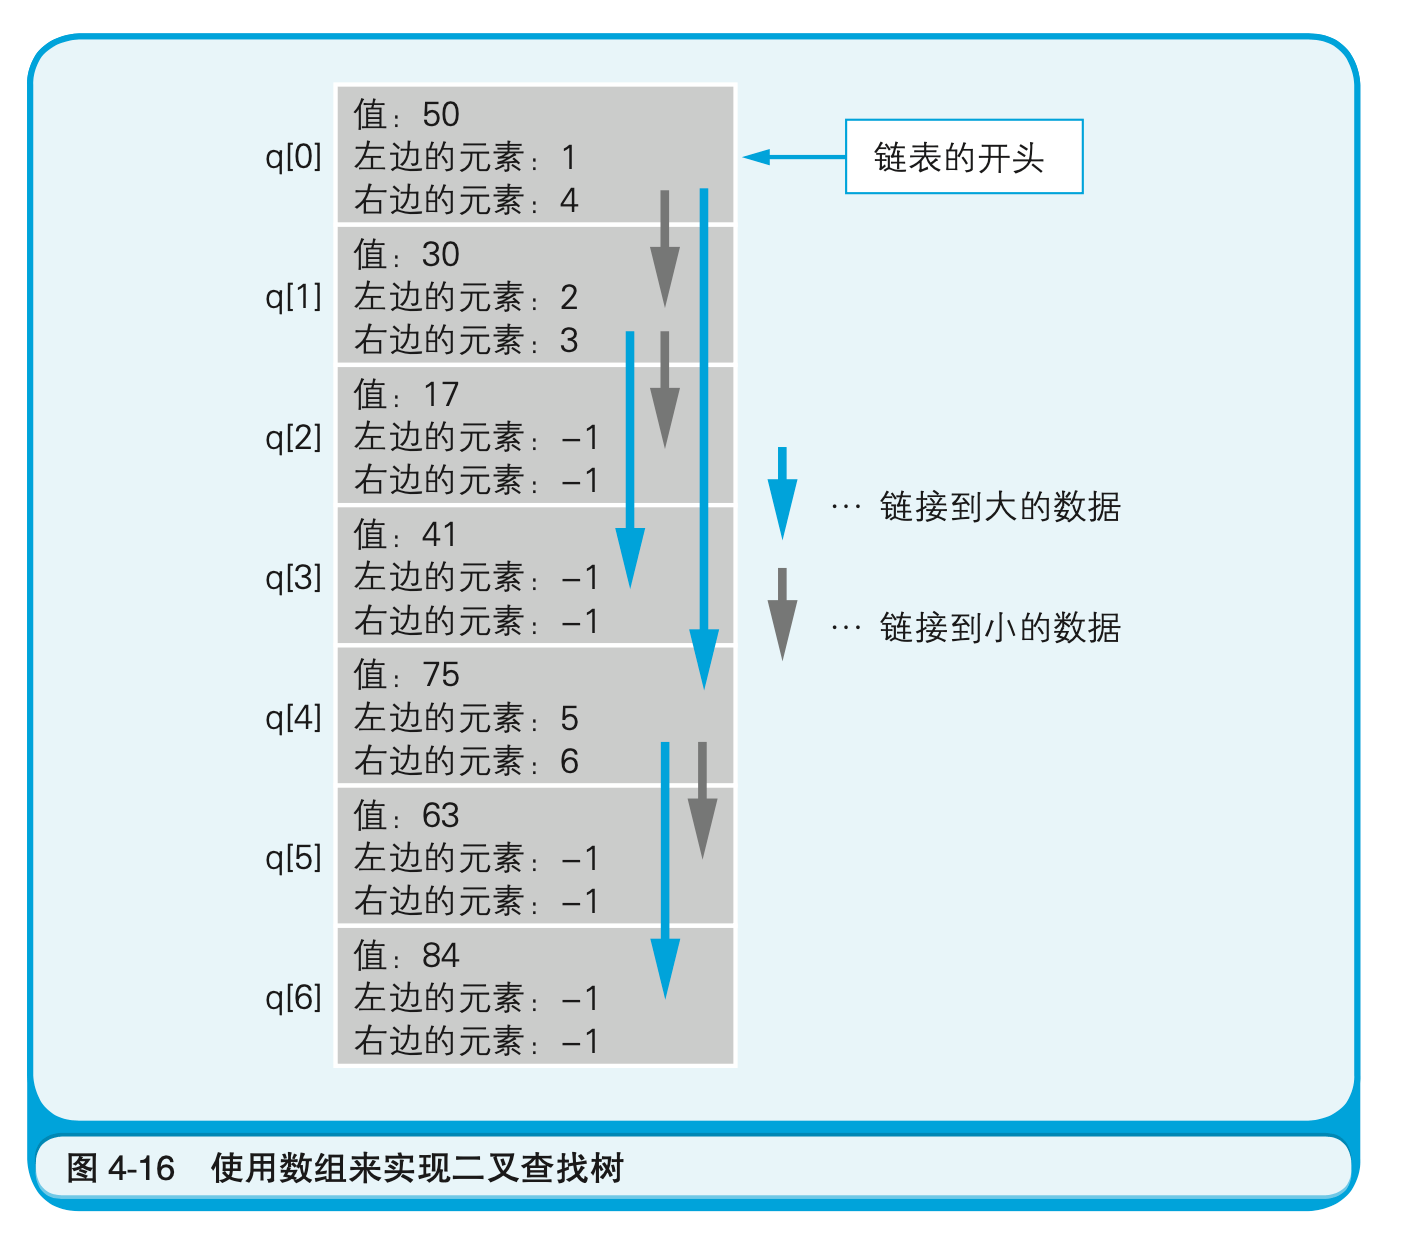 值：50
q[0]
左边的元素：1
右边的元素：4
链表的开头
值：30
q[1]
左边的元素：2
右边的元素：3
值：17
q[2]
左边的元素：−1
右边的元素：−1
值：41
q[3]
左边的元素：−1
右边的元素：−1
值：75
q[4]
左边的元素：5
右边的元素：6
值：63
q[5]
左边的元素：−1
右边的元素：−1
值：84
q[6]
左边的元素：−1
右边的元素：−1
… 链接到大的数据
… 链接到小的数据
图 4-16　使用数组来实现二叉查找树